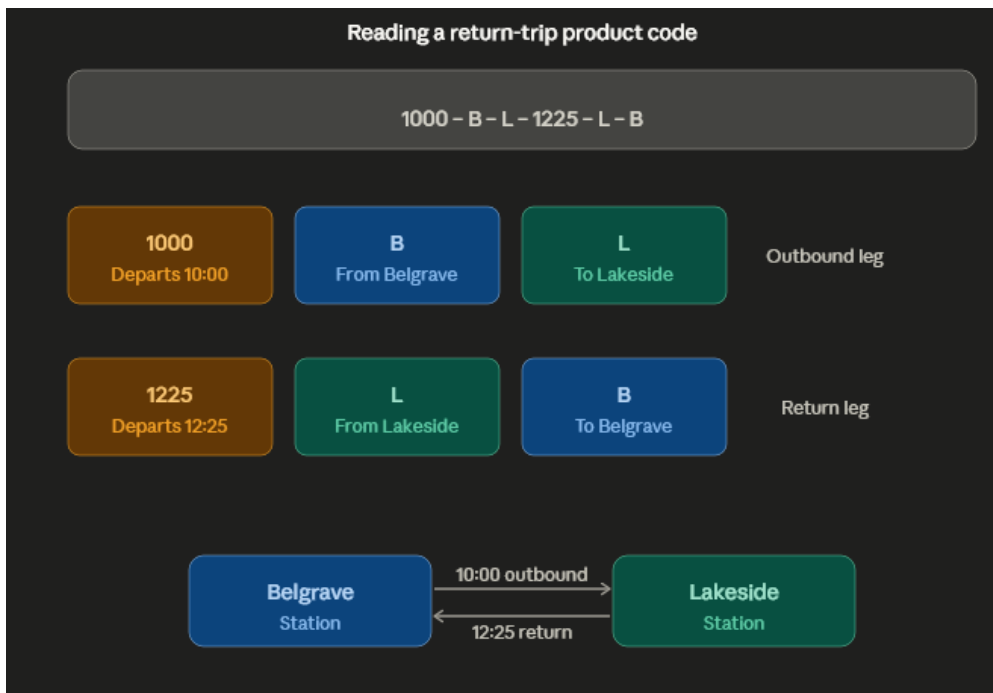 Reading a return-trip product code
1000 – B – L – 1225 – L – B
1000
Departs 10:00
B
From Belgrave
L
To Lakeside
Outbound leg
1225
Departs 12:25
L
From Lakeside
B
To Belgrave
Return leg
Belgrave
Station
10:00 outbound
12:25 return
Lakeside
Station